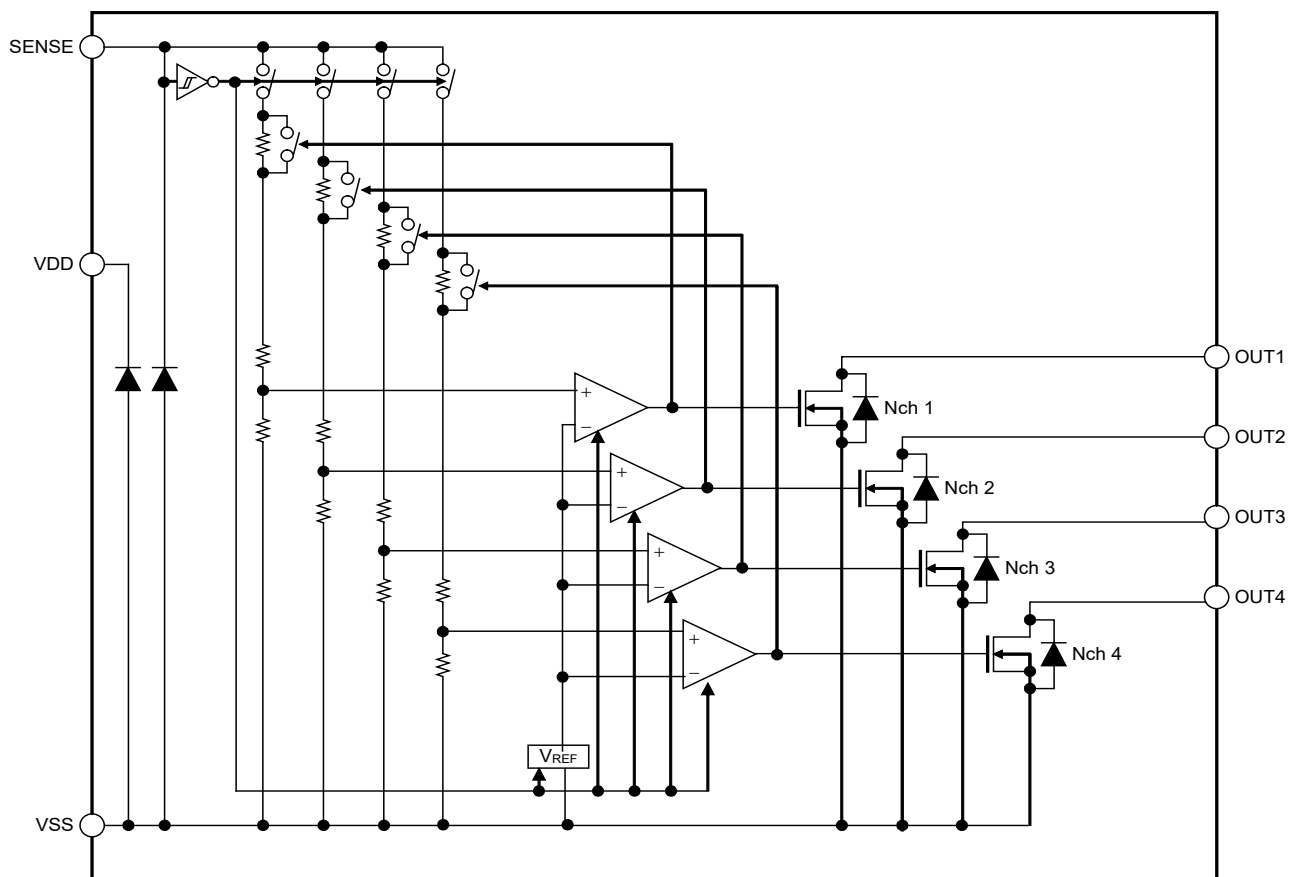 SENSE
VDD
OUT1
+
−
Nch 1
OUT2
+
−
Nch 2
OUT3
+
−
Nch 3
OUT4
+
−
Nch 4
VREF
VSS